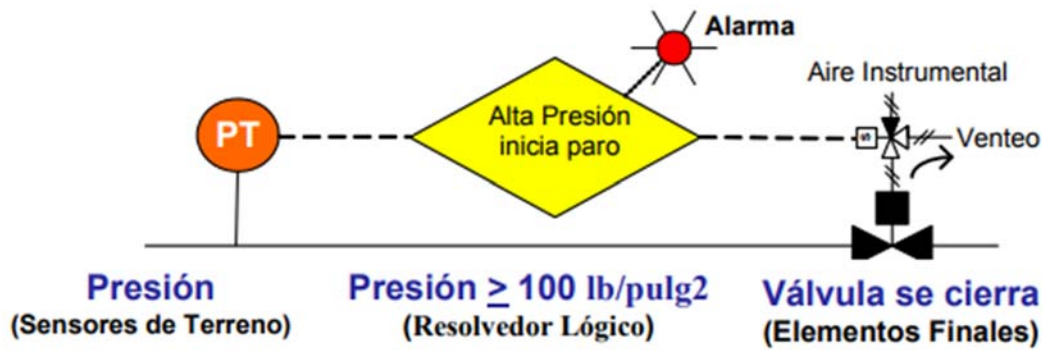 Alarma
Aire Instrumental
PT
Alta Presión
inicia paro
S
Venteo
Presión
(Sensores de Terreno)
Presión ≥ 100 lb/pulg2
(Resolvedor Lógico)
Válvula se cierra
(Elementos Finales)